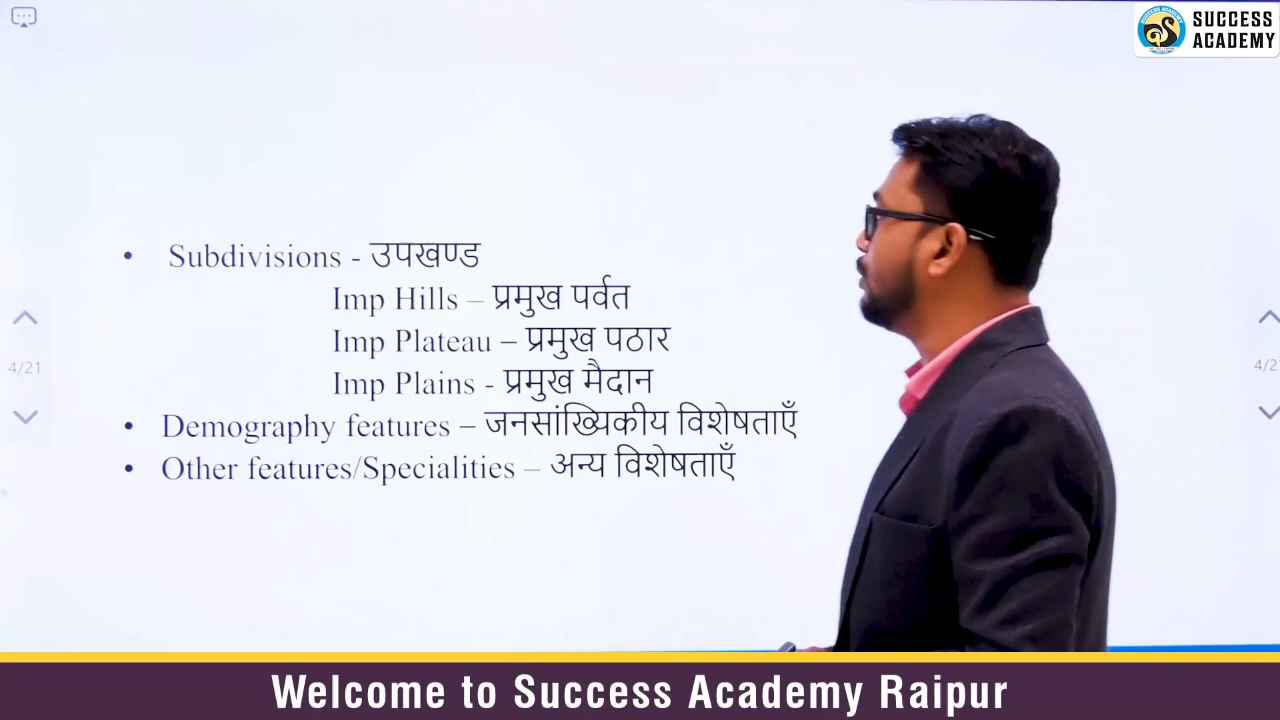 SUCCESS
ACADEMY
• Subdivisions - उपखण्ड
Imp Hills – प्रमुख पर्वत
Imp Plateau – प्रमुख पठार
Imp Plains - प्रमुख मैदान
• Demography features – जनसांख्यिकीय विशेषताएँ
• Other features/Specialities – अन्य विशेषताएँ
4/21
4/2
Welcome to Success Academy Raipur